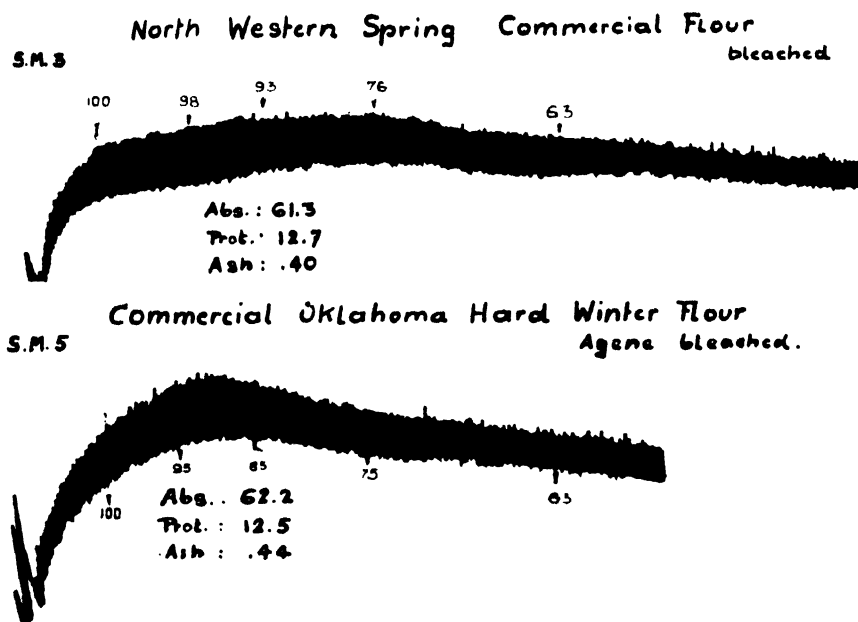 North Western Spring Commercial Flour
bleached
S.M.3
100 98 93 76 63
Abs.: 61.3
Prot.: 12.7
Ash: .40
Commercial Oklahoma Hard Winter Flour
S.M.5
Agene bleached.
95 85 75 63
100
Abs.. 62.2
Prot.: 12.5
Ash: .44